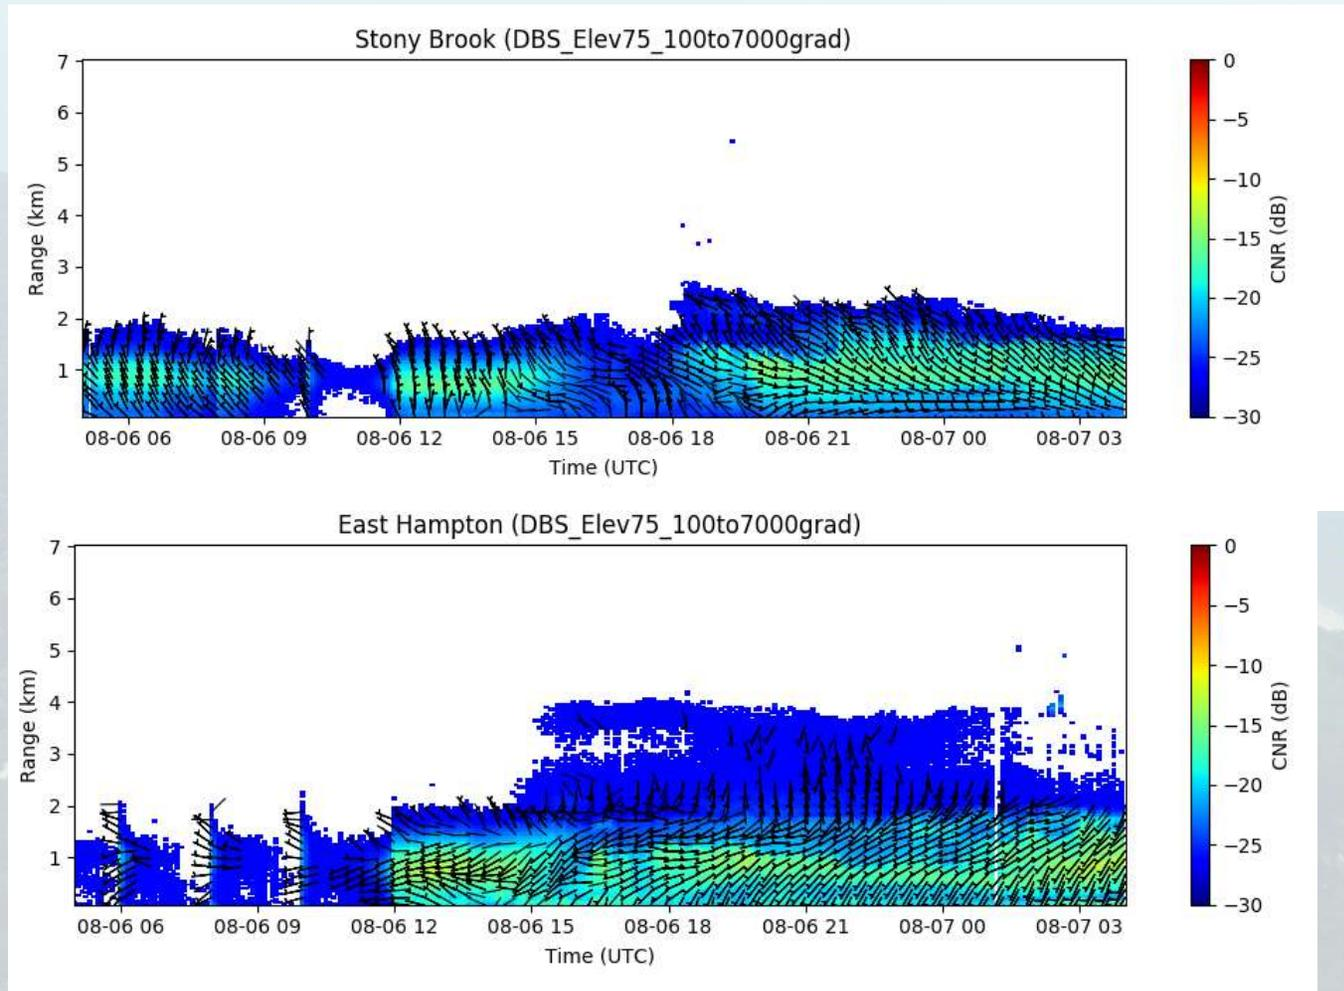 Stony Brook (DBS_Elev75_100to7000grad)
7
6
5
4
3
2
1
Range (km)
08-06 06 08-06 09 08-06 12 08-06 15 08-06 18 08-06 21 08-07 00 08-07 03
Time (UTC)
0
−5
−10
−15
−20
−25
−30
CNR (dB)
East Hampton (DBS_Elev75_100to7000grad)
7
6
5
4
3
2
1
Range (km)
08-06 06 08-06 09 08-06 12 08-06 15 08-06 18 08-06 21 08-07 00 08-07 03
Time (UTC)
0
−5
−10
−15
−20
−25
−30
CNR (dB)